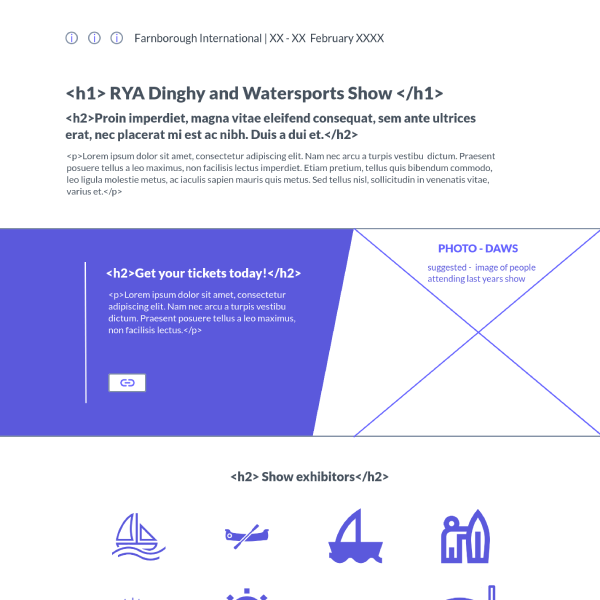 Farnborough International | XX - XX February XXXX
<h1> RYA Dinghy and Watersports Show </h1>
<h2>Proin imperdiet, magna vitae eleifend consequat, sem ante ultrices
erat, nec placerat mi est ac nibh. Duis a dui et.</h2>
<p>Lorem ipsum dolor sit amet, consectetur adipiscing elit. Nam nec arcu a turpis vestibu dictum. Praesent
posuere tellus a leo maximus, non facilisis lectus imperdiet. Etiam pretium, tellus quis bibendum commodo,
leo ligula molestie metus, ac iaculis sapien mauris quis metus. Sed tellus nisl, sollicitudin in venenatis vitae,
varius et.</p>
<h2>Get your tickets today!</h2>
<p>Lorem ipsum dolor sit amet, consectetur
adipiscing elit. Nam nec arcu a turpis vestibulum
dictum. Praesent posuere tellus a leo maximus,
non facilisis lectus.</p>
PHOTO - DAWS
suggested - image of people
attending last years show
<h2> Show exhibitors</h2>